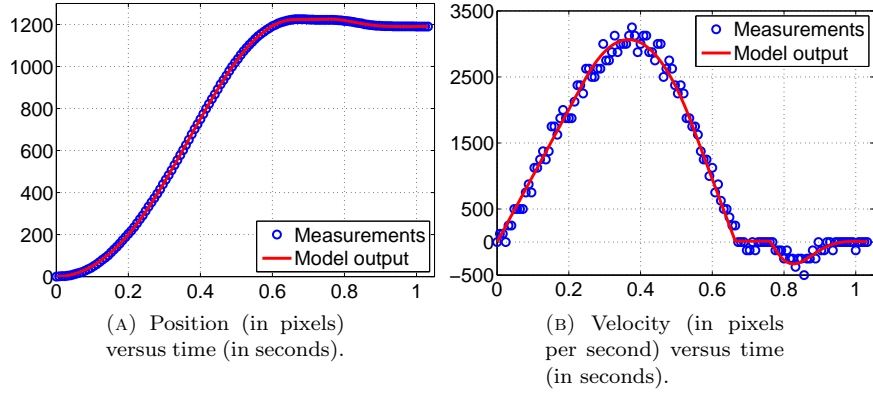 1200
1000
800
600
400
200
0
0 0.2 0.4 0.6 0.8 1
Measurements
Model output
(A) Position (in pixels)
versus time (in seconds).
3500
2500
1500
500
0
−500
0 0.2 0.4 0.6 0.8 1
Measurements
Model output
(B) Velocity (in pixels
per second) versus time
(in seconds).